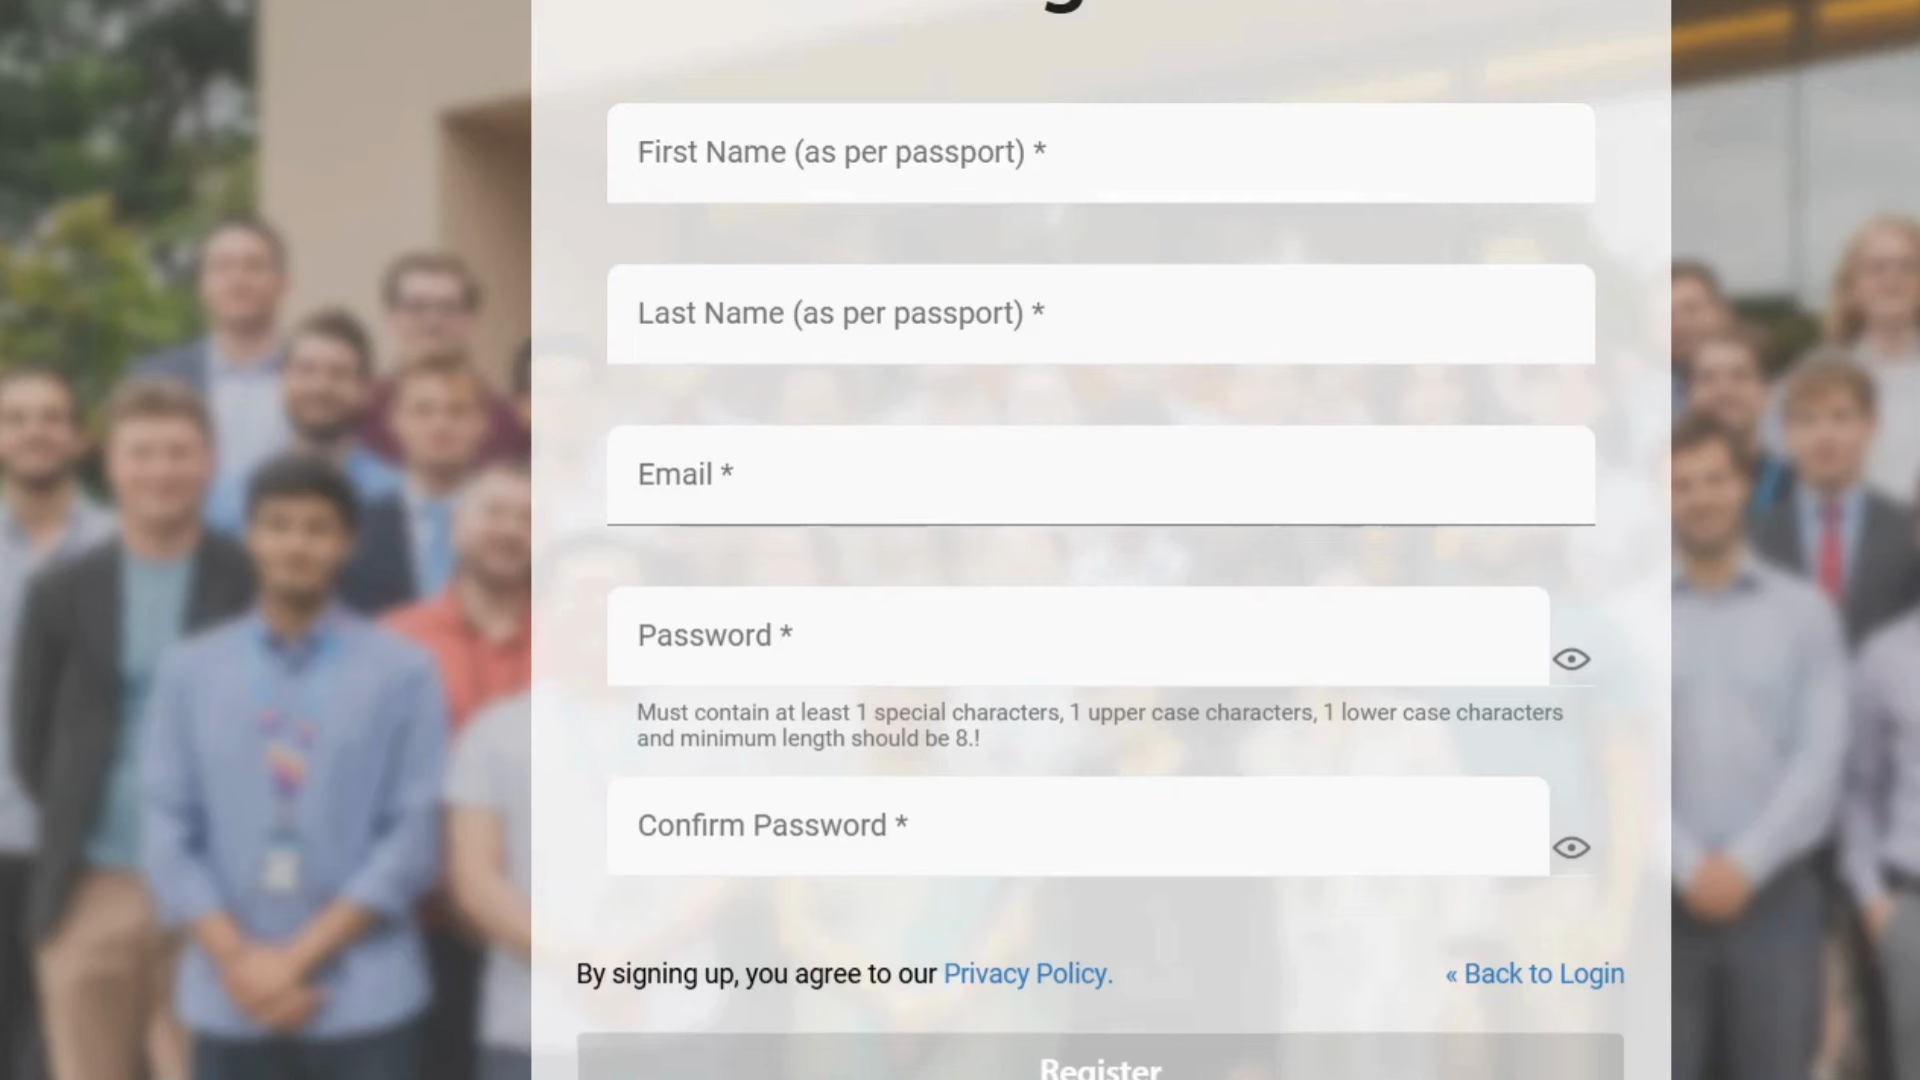 First Name (as per passport) *
Last Name (as per passport) *
Email *
Password *
Must contain at least 1 special characters, 1 upper case characters, 1 lower case characters
and minimum length should be 8.!
Confirm Password *
By signing up, you agree to our Privacy Policy.
« Back to Login
Register